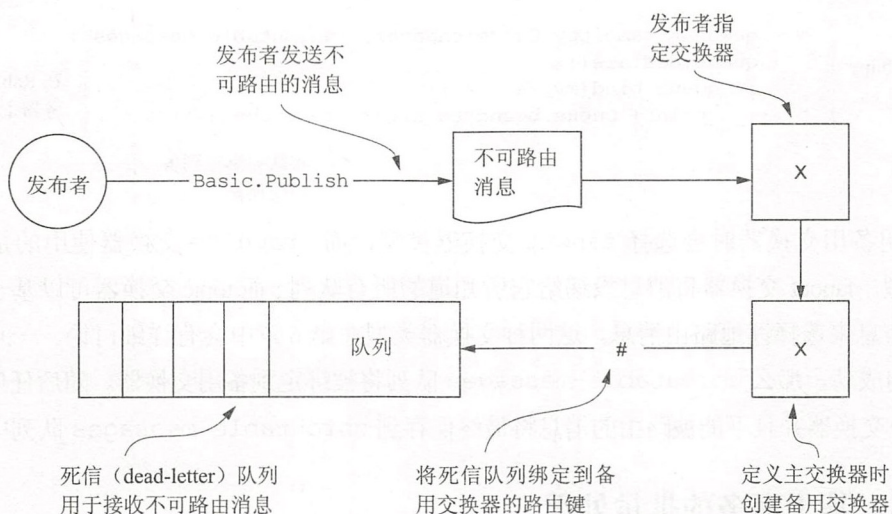 发布者指
定交换器
发布者发送不
可路由的消息
发布者
Basic.Publish
不可路由
消息
X
队列
#
X
死信（dead-letter）队列
用于接收不可路由消息
将死信队列绑定到备
用交换器的路由键
定义主交换器时
创建备用交换器